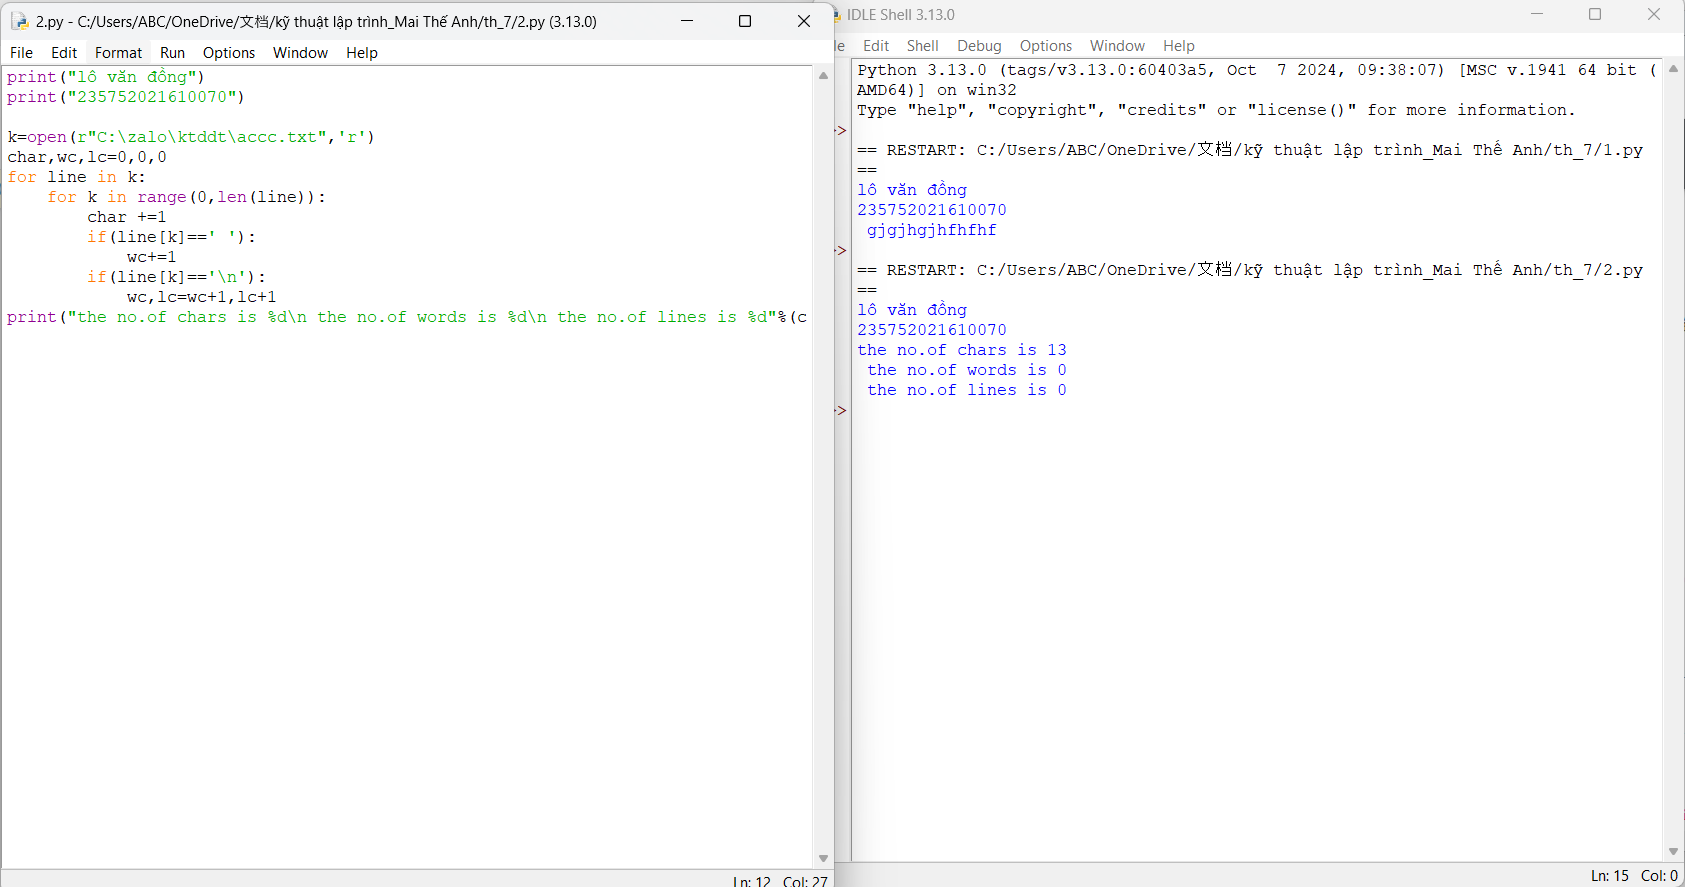 2.py - C:/Users/ABC/OneDrive/文档/kỹ thuật lập trình_Mai Thế Anh/th_7/2.py (3.13.0)
File Edit Format Run Options Window Help
print("lô văn đồng")
print("235752021610070")
k=open(r"C:\zalo\ktddt\accc.txt",'r')
char,wc,lc=0,0,0
for line in k:
    for k in range(0,len(line)):
        char +=1
        if(line[k]==' '):
            wc+=1
        if(line[k]=='\n'):
            wc,lc=wc+1,lc+1
print("the no.of chars is %d\n the no.of words is %d\n the no.of lines is %d"%(c
Ln: 12 Col: 27
IDLE Shell 3.13.0
le Edit Shell Debug Options Window Help
Python 3.13.0 (tags/v3.13.0:60403a5, Oct  7 2024, 09:38:07) [MSC v.1941 64 bit (
AMD64)] on win32
Type "help", "copyright", "credits" or "license()" for more information.
>>
== RESTART: C:/Users/ABC/OneDrive/文档/kỹ thuật lập trình_Mai Thế Anh/th_7/1.py
==
lô văn đồng
235752021610070
 gjgjhgjhfhfhf
>>
== RESTART: C:/Users/ABC/OneDrive/文档/kỹ thuật lập trình_Mai Thế Anh/th_7/2.py
==
lô văn đồng
235752021610070
the no.of chars is 13
 the no.of words is 0
 the no.of lines is 0
>>
Ln: 15 Col: 0